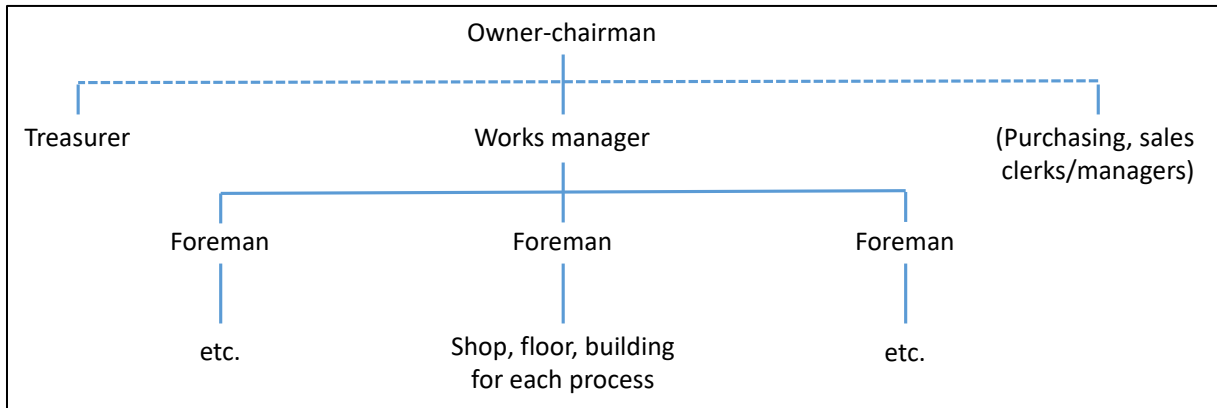 Owner-chairman
Treasurer
Works manager
(Purchasing, sales
clerks/managers)
Foreman
Foreman
Foreman
etc.
Shop, floor, building
for each process
etc.